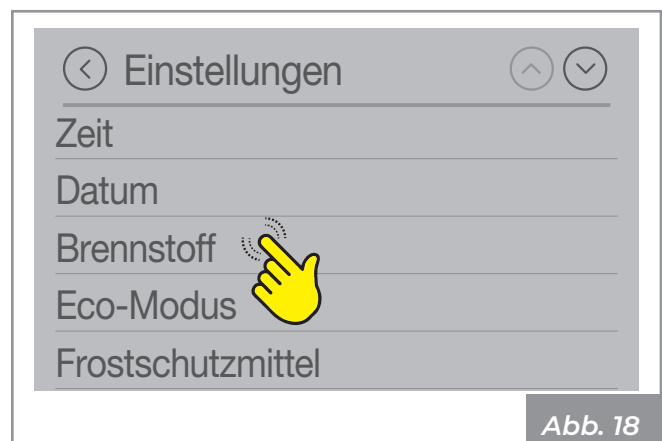 Einstellungen
Zeit
Datum
Brennstoff
Eco-Modus
Frostschutzmittel
Abb. 18